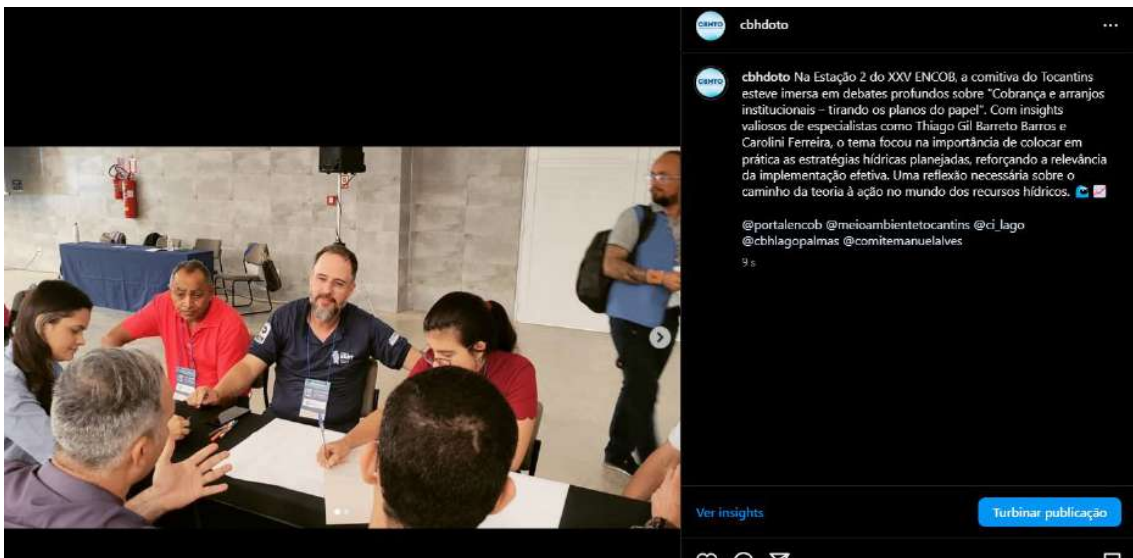 cbhdoto
cbhdoto Na Estação 2 do XXV ENCOB, a comitiva do Tocantins
esteve imersa em debates profundos sobre "Cobrança e arranjos
institucionais – tirando os planos do papel". Com insights
valiosos de especialistas como Thiago Gil Barreto Barros e
Carolini Ferreira, o tema focou na importância de colocar em
prática as estratégias hídricas planejadas, reforçando a relevância
da implementação efetiva. Uma reflexão necessária sobre o
caminho da teoria à ação no mundo dos recursos hídricos. 🌊 📈
@portalencob @meioambientetocantins @ci_lago
@cbhlagopalmas @comitemanuelalves
9 s
Ver insights
Turbinar publicação